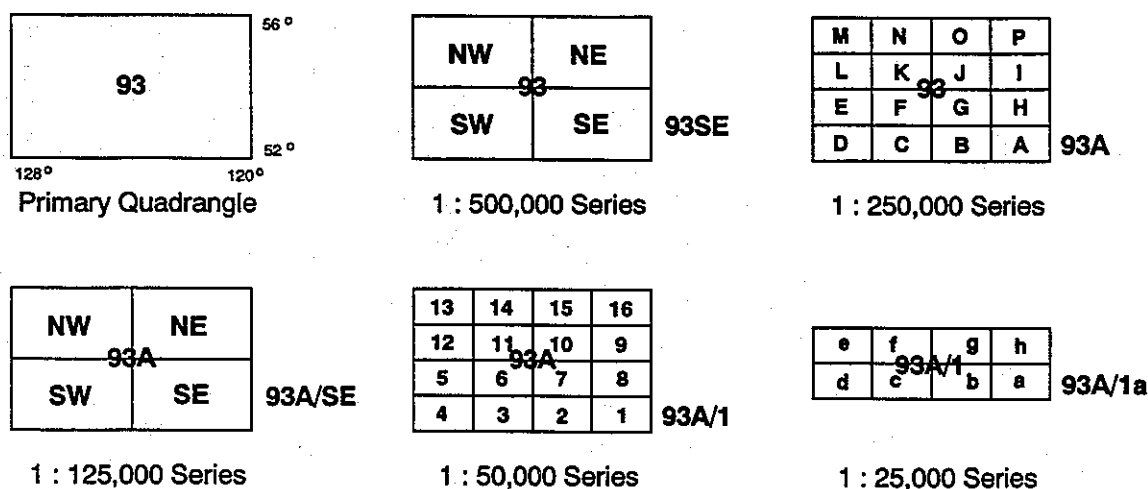 56°
93
52°
128°
120°
Primary Quadrangle
NW NE
93
SW SE
93SE
1 : 500,000 Series
M N O P
L K J I
93
E F G H
D C B A
93A
1 : 250,000 Series
NW NE
93A
SW SE
93A/SE
1 : 125,000 Series
13 14 15 16
12 11 10 9
93A
5 6 7 8
4 3 2 1
93A/1
1 : 50,000 Series
e f g h
93A/1
d c b a
93A/1a
1 : 25,000 Series